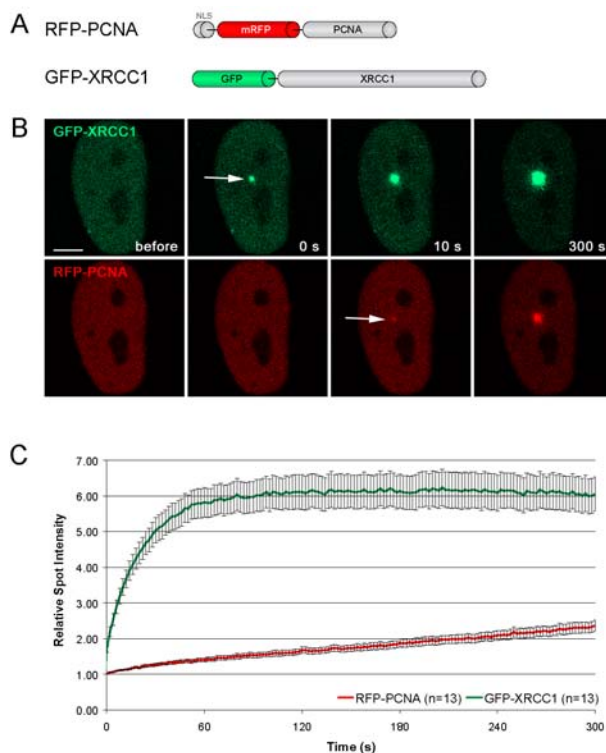 A
RFP-PCNA
NLS
mRFP
PCNA
GFP-XRCC1
GFP
XRCC1
B
GFP-XRCC1
before
0 s
10 s
300 s
RFP-PCNA
C
7.00
6.00
5.00
4.00
3.00
2.00
1.00
0.00
Relative Spot Intensity
0
60
120
180
240
300
RFP-PCNA (n=13)
GFP-XRCC1 (n=13)
Time (s)